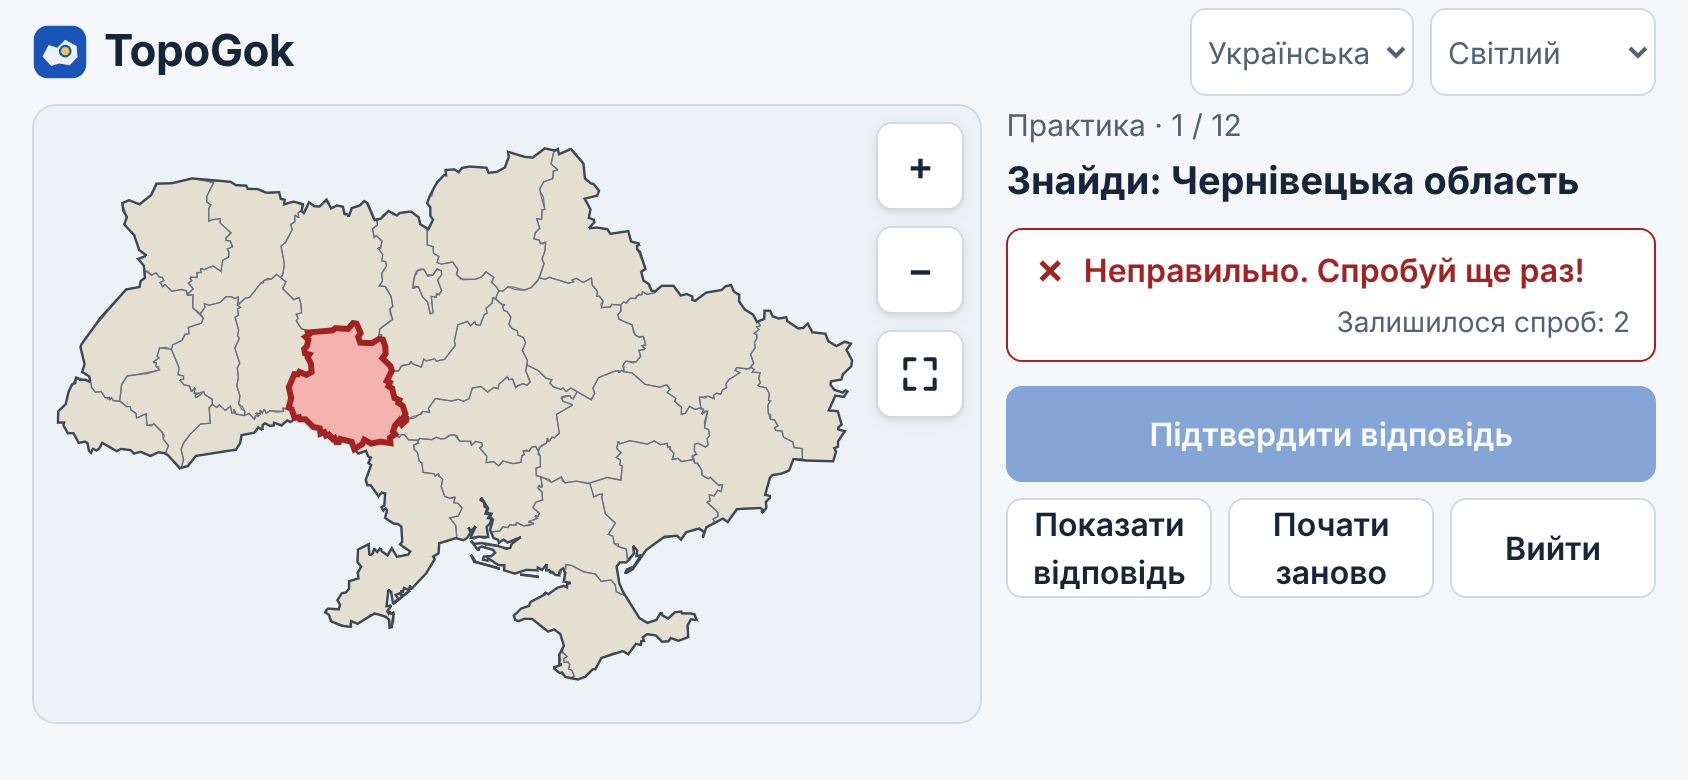 TopoGok
Українська
Світлий
Практика · 1 / 12
Знайди: Чернівецька область
+
−
× Неправильно. Спробуй ще раз!
Залишилося спроб: 2
Підтвердити відповідь
Показати
відповідь
Почати
заново
Вийти